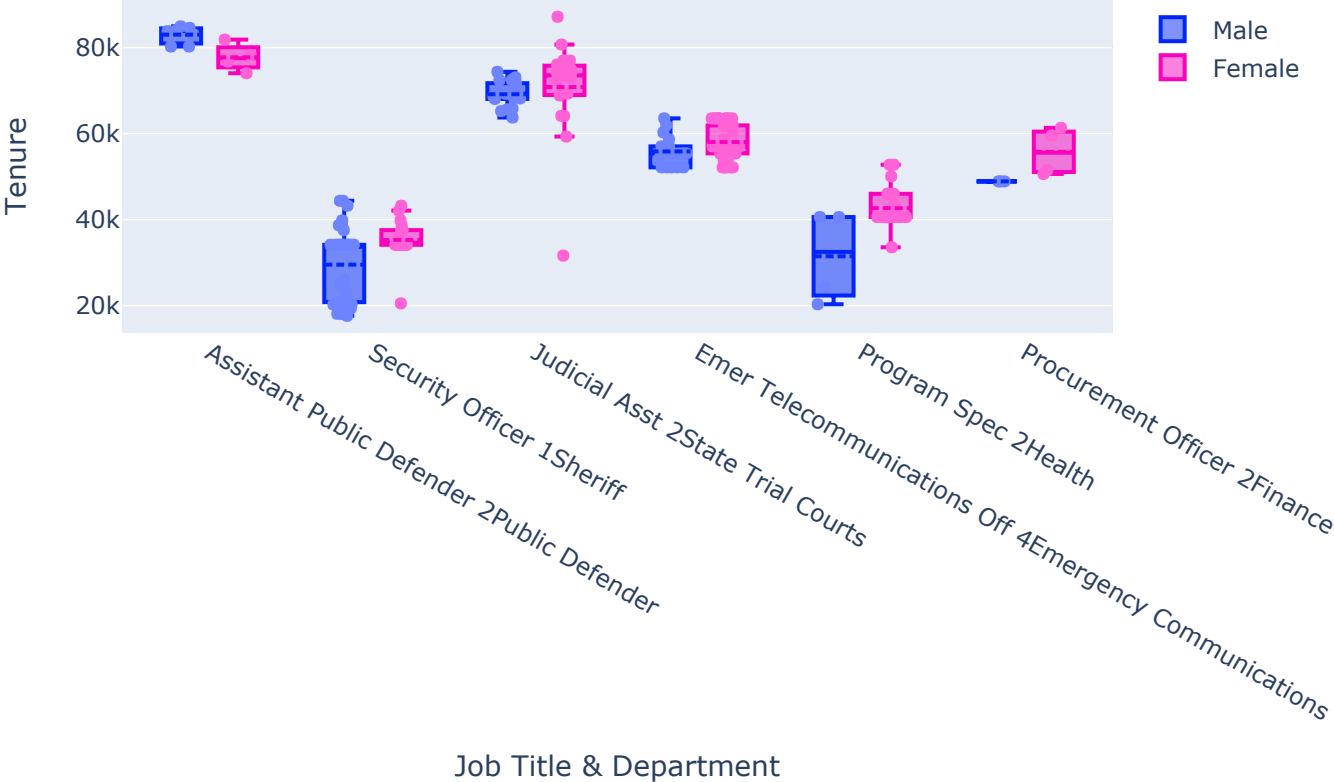 80k
60k
40k
20k
Tenure
Male
Female
Assistant Public Defender 2Public Defender
Security Officer 1Sheriff
Judicial Asst 2State Trial Courts
Emer Telecommunications Off 4Emergency Communications
Program Spec 2Health
Procurement Officer 2Finance
Job Title & Department